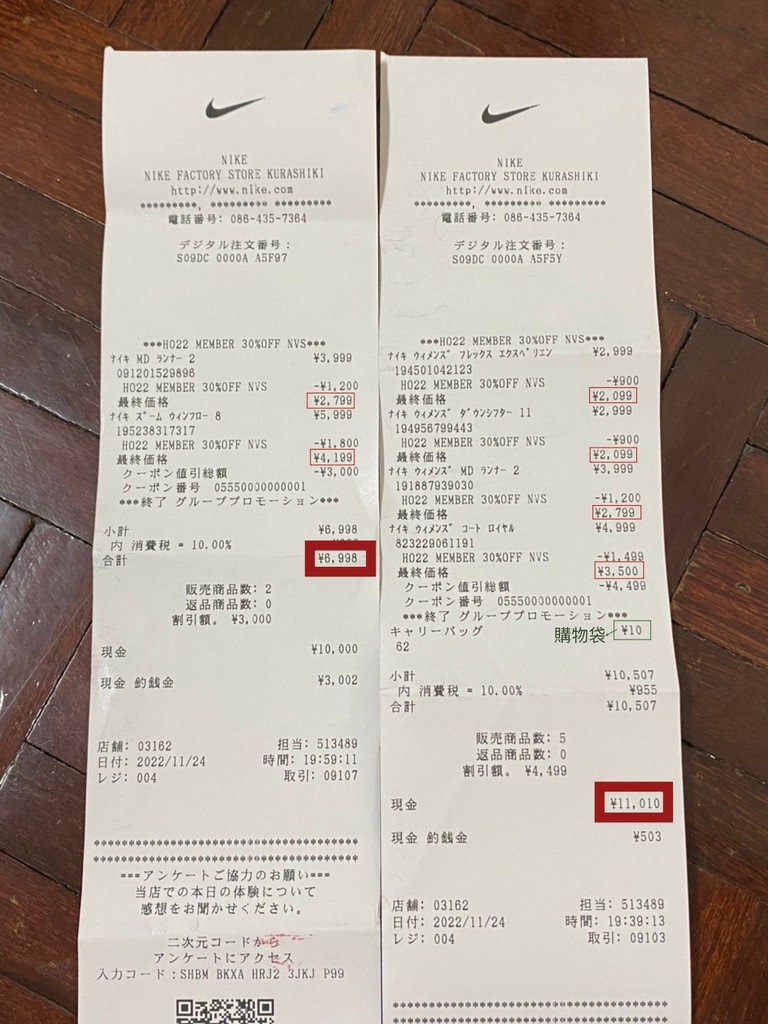 NIKE
NIKE FACTORY STORE KURASHIKI
http://www.nike.com
*********, ********* *********
電話番号: 086-435-7364
デジタル注文番号:
S09DC 0000A A5F97
***HO22 MEMBER 30%OFF NVS***
ナイキ MD ランナー 2 ¥3,999
091201529896
HO22 MEMBER 30%OFF NVS -¥1,200
最終価格 ¥2,799
ナイキ ズーム ウィンフロー 8 ¥5,999
195238317317
HO22 MEMBER 30%OFF NVS -¥1,800
最終価格 ¥4,199
クーポン値引総額 -¥3,000
クーポン番号 05550000000001
***終了 グループプロモーション***
小計 ¥6,998
内 消費税 = 10.00%
合計 ¥6,998
販売商品数: 2
返品商品数: 0
割引額。 ¥3,000
現金 ¥10,000
現金 釣銭金 ¥3,002
店舗: 03162 担当: 513489
日付: 2022/11/24 時間: 19:59:11
レジ: 004 取引: 09107
===アンケートご協力のお願い===
当店での本日の体験について
感想をお聞かせください。
二次元コードから
アンケートにアクセス
入力コード:SHBM BKXA HRJ2 3JKJ P99
NIKE
NIKE FACTORY STORE KURASHIKI
http://www.nike.com
*********, ********* *********
電話番号: 086-435-7364
デジタル注文番号:
S09DC 0000A A5F5Y
***HO22 MEMBER 30%OFF NVS***
ナイキ ウィメンズ フレックス エクスペリエン ¥2,999
194501042123
HO22 MEMBER 30%OFF NVS -¥900
最終価格 ¥2,099
ナイキ ウィメンズ ダウンシフター 11 ¥2,999
194956799443
HO22 MEMBER 30%OFF NVS -¥900
最終価格 ¥2,099
ナイキ ウィメンズ MD ランナー 2 ¥3,999
191887939030
HO22 MEMBER 30%OFF NVS -¥1,200
最終価格 ¥2,799
ナイキ ウィメンズ コート ロイヤル ¥4,999
823229061191
HO22 MEMBER 30%OFF NVS -¥1,499
最終価格 ¥3,500
クーポン値引総額 -¥4,499
クーポン番号 05550000000001
***終了 グループプロモーション***
キャリーバッグ 購物袋 ¥10
62
小計 ¥10,507
内 消費税 = 10.00% ¥955
合計 ¥10,507
販売商品数: 5
返品商品数: 0
割引額。 ¥4,499
現金 ¥11,010
現金 釣銭金 ¥503
店舗: 03162 担当: 513489
日付: 2022/11/24 時間: 19:39:13
レジ: 004 取引: 09103